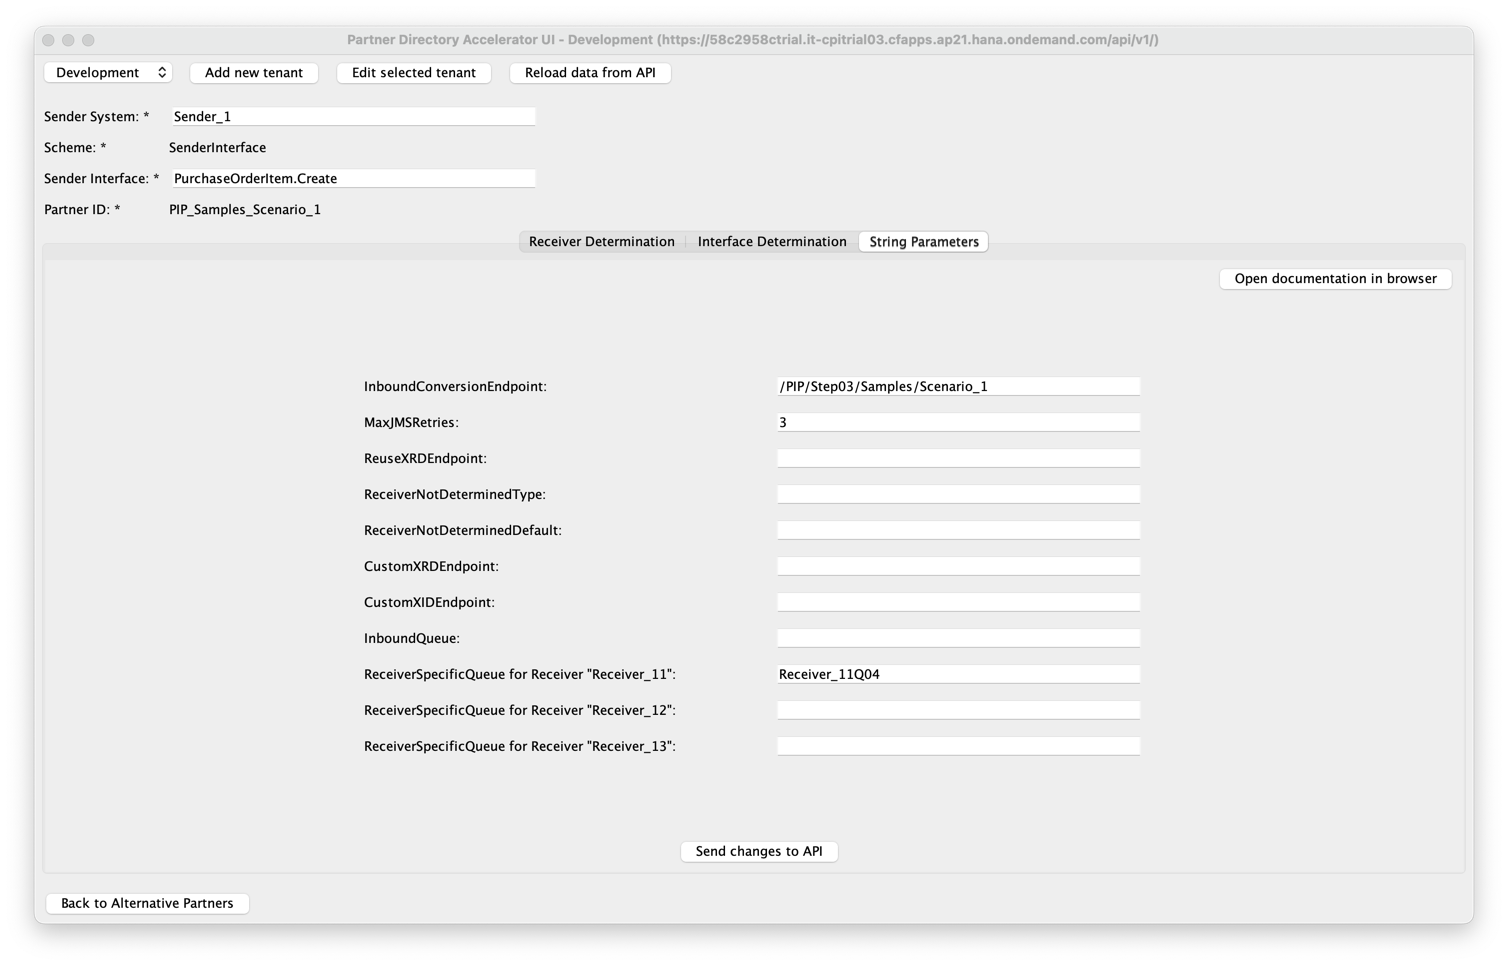 Partner Directory Accelerator UI - Development (https://58c2958ctrial.it-cpitrial03.cfapps.ap21.hana.ondemand.com/api/v1/)
Development Add new tenant Edit selected tenant Reload data from API
Sender System: * Sender_1
Scheme: * SenderInterface
Sender Interface: * PurchaseOrderItem.Create
Partner ID: * PIP_Samples_Scenario_1
Receiver Determination Interface Determination String Parameters
Open documentation in browser
InboundConversionEndpoint: /PIP/Step03/Samples/Scenario_1
MaxJMSRetries: 3
ReuseXRDEndpoint:
ReceiverNotDeterminedType:
ReceiverNotDeterminedDefault:
CustomXRDEndpoint:
CustomXIDEndpoint:
InboundQueue:
ReceiverSpecificQueue for Receiver "Receiver_11": Receiver_11Q04
ReceiverSpecificQueue for Receiver "Receiver_12":
ReceiverSpecificQueue for Receiver "Receiver_13":
Send changes to API
Back to Alternative Partners